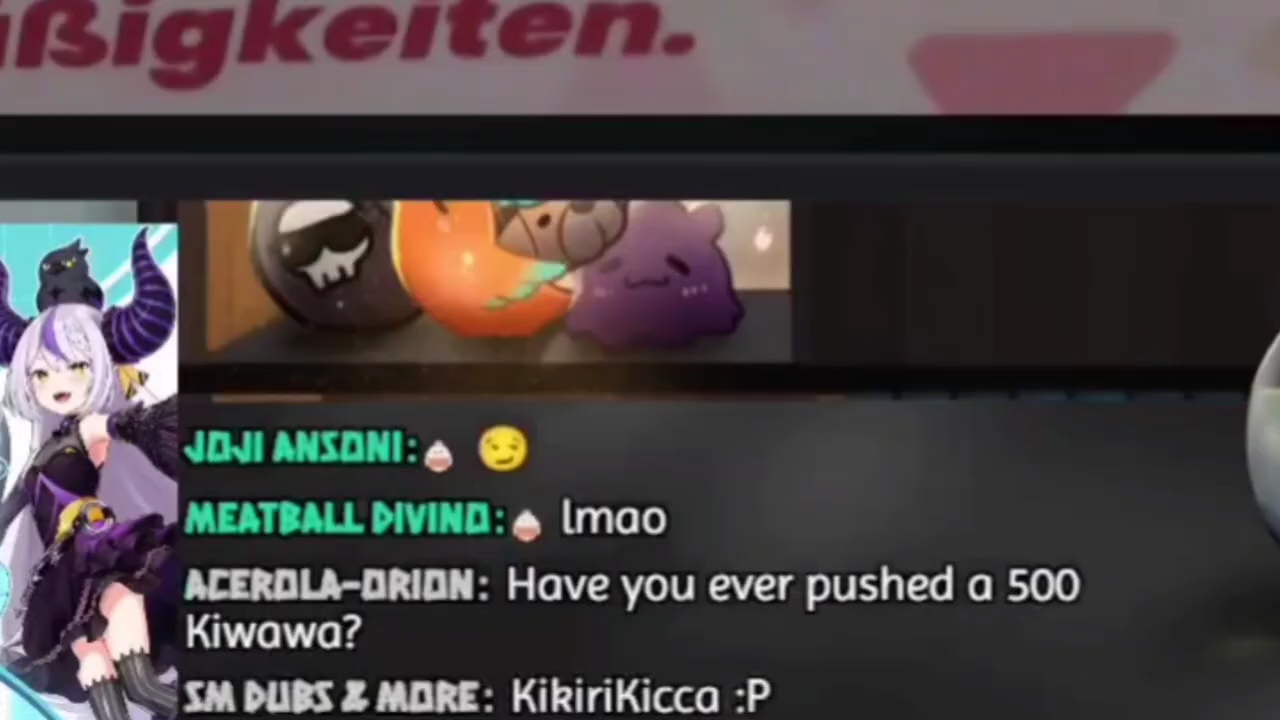 ßigkeiten.
JOJI ANSONI: 😏
MEATBALL DIVINO: lmao
ACEROLA-ORION: Have you ever pushed a 500
Kiwawa?
SM DUBS & MORE: KikiriKicca :P